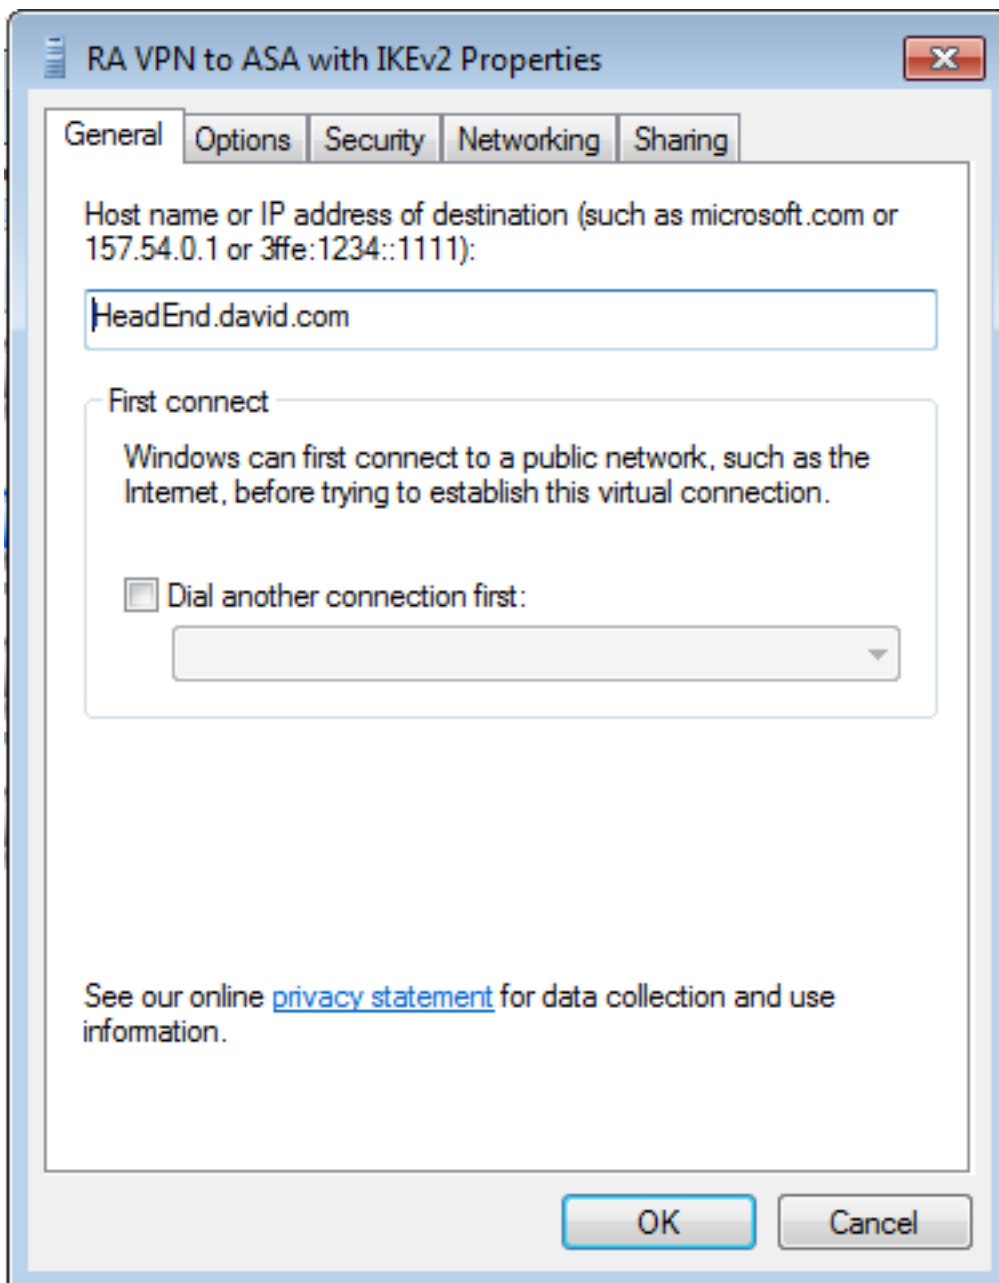 RA VPN to ASA with IKEv2 Properties
General Options Security Networking Sharing
Host name or IP address of destination (such as microsoft.com or
157.54.0.1 or 3ffe:1234::1111):
HeadEnd.david.com
First connect
Windows can first connect to a public network, such as the
Internet, before trying to establish this virtual connection.
Dial another connection first:
See our online privacy statement for data collection and use
information.
OK Cancel